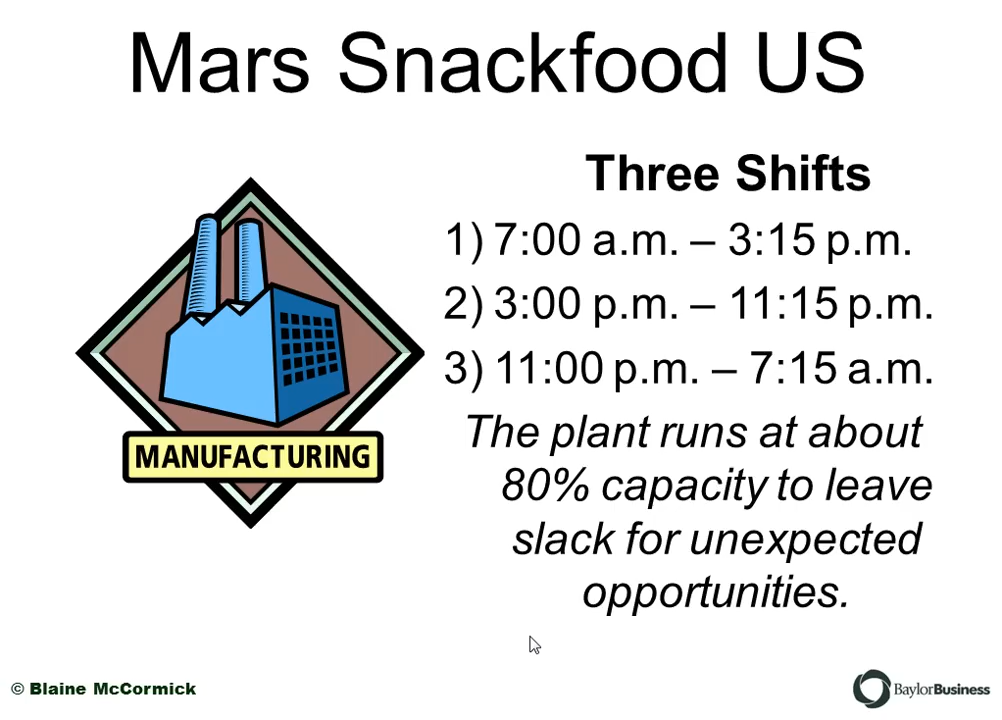 Mars Snackfood US
Three Shifts
1) 7:00 a.m. – 3:15 p.m.
2) 3:00 p.m. – 11:15 p.m.
3) 11:00 p.m. – 7:15 a.m.
The plant runs at about
80% capacity to leave
slack for unexpected
opportunities.
MANUFACTURING
© Blaine McCormick
BaylorBusiness